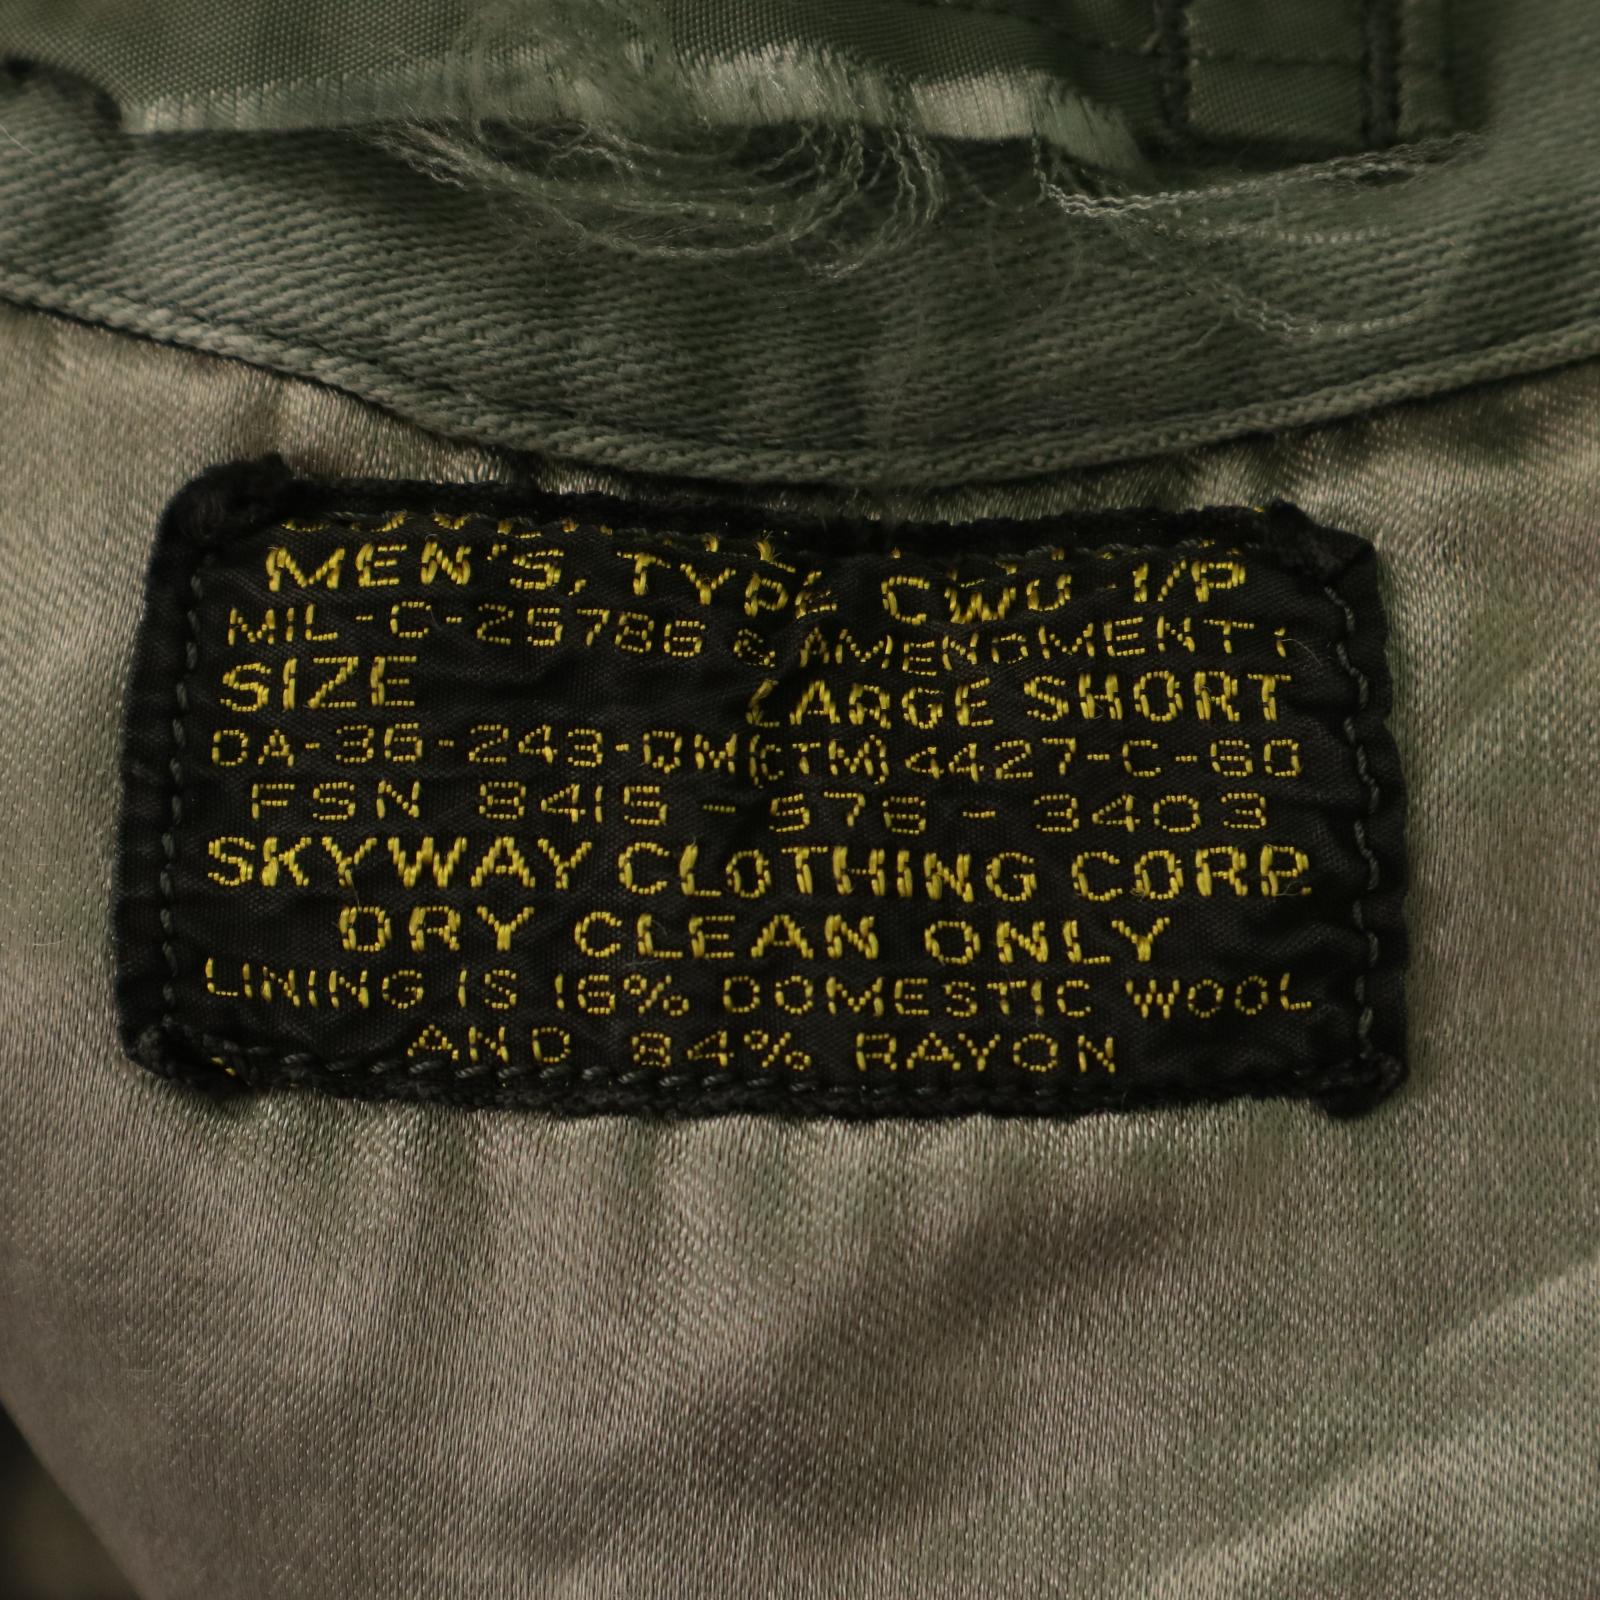 MEN'S, TYPE CWU-1/P
MIL-C-25786 & AMENDMENT 1
SIZE LARGE SHORT
DA-36-243-QM(CTM)4427-C-60
FSN 8415-576-3403
SKYWAY CLOTHING CORP.
DRY CLEAN ONLY
LINING IS 16% DOMESTIC WOOL
AND 84% RAYON